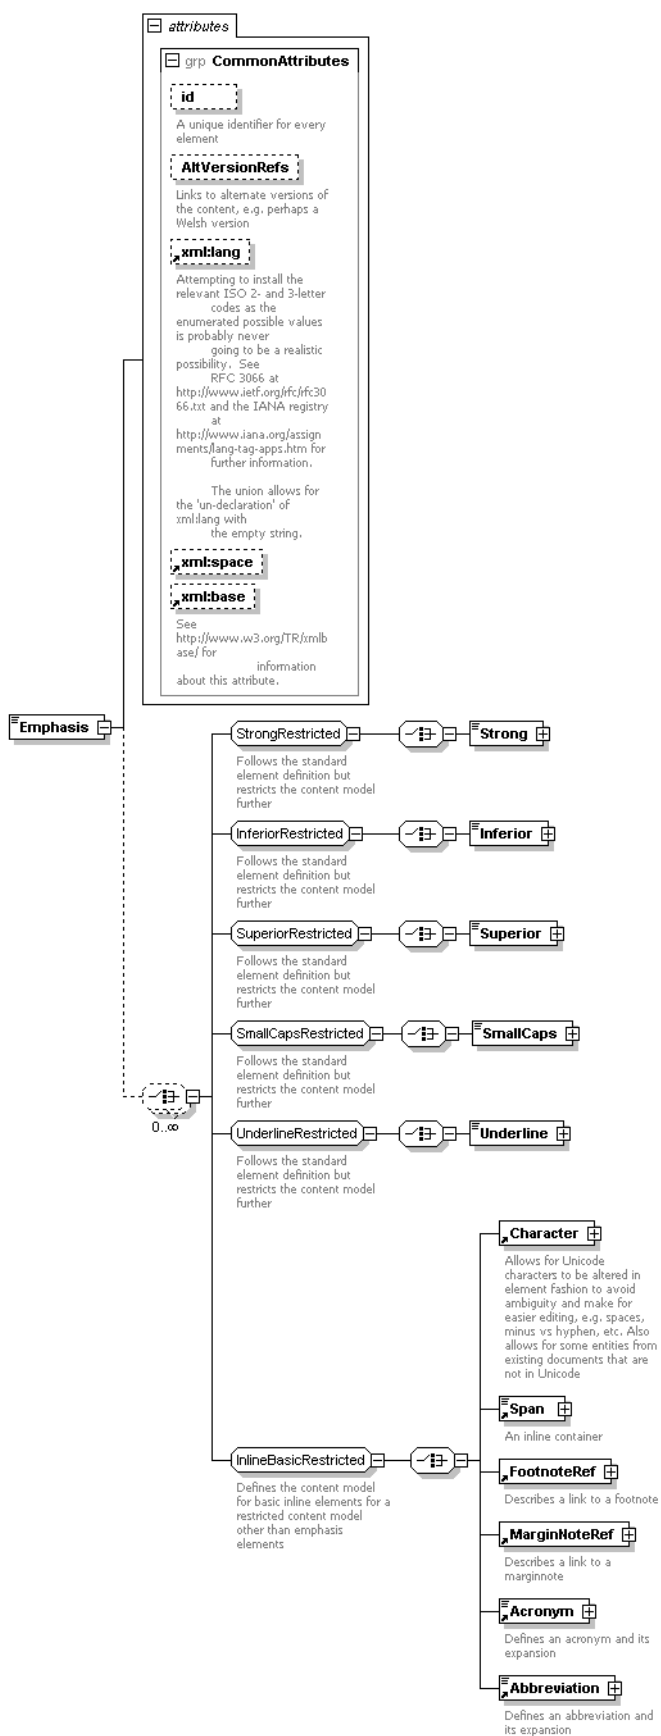 attributes
grp CommonAttributes
id
A unique identifier for every
element
AltVersionRefs
Links to alternate versions of
the content, e.g. perhaps a
Welsh version
xml:lang
Attempting to install the
relevant ISO 2- and 3-letter
codes as the
enumerated possible values
is probably never
going to be a realistic
possibility.  See
RFC 3066 at
http://www.ietf.org/rfc/rfc30
66.txt and the IANA registry
at
http://www.iana.org/assign
ments/lang-tag-apps.htm for
further information.
The union allows for
the 'un-declaration' of
xml:lang with
the empty string.
xml:space
xml:base
See
http://www.w3.org/TR/xmlb
ase/ for
information
about this attribute.
Emphasis
StrongRestricted
Strong
Follows the standard
element definition but
restricts the content model
further
InferiorRestricted
Inferior
Follows the standard
element definition but
restricts the content model
further
SuperiorRestricted
Superior
Follows the standard
element definition but
restricts the content model
further
SmallCapsRestricted
SmallCaps
Follows the standard
element definition but
restricts the content model
further
0..∞
UnderlineRestricted
Underline
Follows the standard
element definition but
restricts the content model
further
Character
Allows for Unicode
characters to be altered in
element fashion to avoid
ambiguity and make for
easier editing, e.g. spaces,
minus vs hyphen, etc. Also
allows for some entities from
existing documents that are
not in Unicode
Span
An inline container
InlineBasicRestricted
Defines the content model
for basic inline elements for a
restricted content model
other than emphasis
elements
FootnoteRef
Describes a link to a footnote
MarginNoteRef
Describes a link to a
marginnote
Acronym
Defines an acronym and its
expansion
Abbreviation
Defines an abbreviation and
its expansion